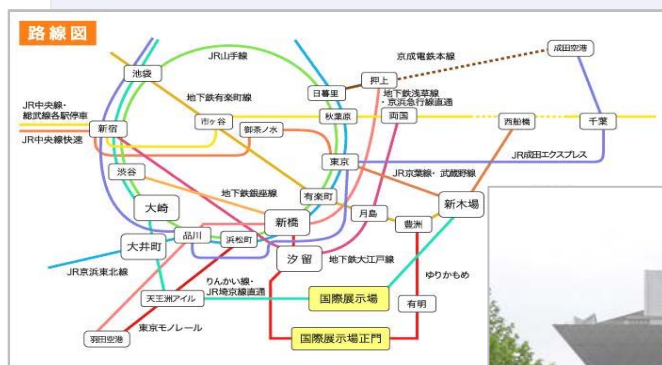 路線図
成田空港
京成電鉄本線
JR山手線
池袋
日暮里
押上
地下鉄有楽町線
地下鉄浅草線
・京浜急行線直通
JR中央線・
総武線各駅停車
新宿
市ヶ谷
御茶ノ水
秋葉原
両国
西船橋
千葉
JR中央線快速
東京
JR成田エクスプレス
渋谷
地下鉄銀座線
JR京葉線・武蔵野線
大崎
有楽町
新木場
新橋
月島
豊洲
大井町
品川
浜松町
汐留
地下鉄大江戸線
JR京浜東北線
りんかい線・
JR埼京線直通
ゆりかもめ
天王洲アイル
国際展示場
有明
東京モノレール
羽田空港
国際展示場正門